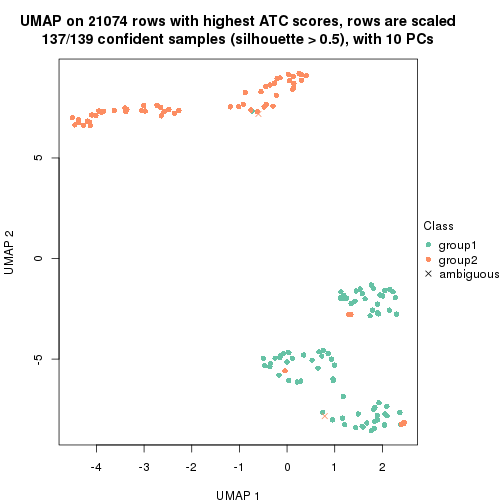 UMAP on 21074 rows with highest ATC scores, rows are scaled
137/139 confident samples (silhouette > 0.5), with 10 PCs
UMAP 2
5
0
-5
Class
group1
group2
ambiguous
-4 -3 -2 -1 0 1 2
UMAP 1